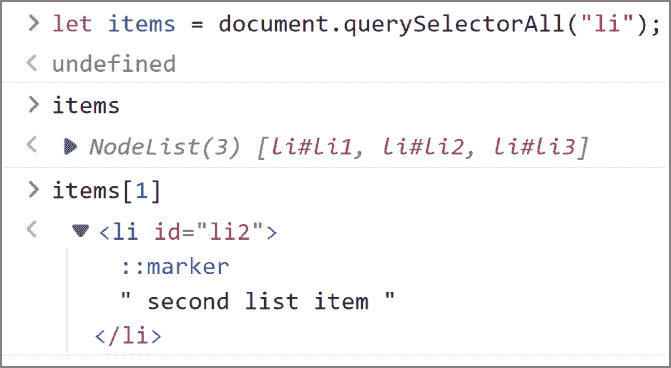 > let items = document.querySelectorAll("li");
< undefined
> items
< ▶ NodeList(3) [li#li1, li#li2, li#li3]
> items[1]
< ▼ <li id="li2">
::marker
" second list item "
</li>